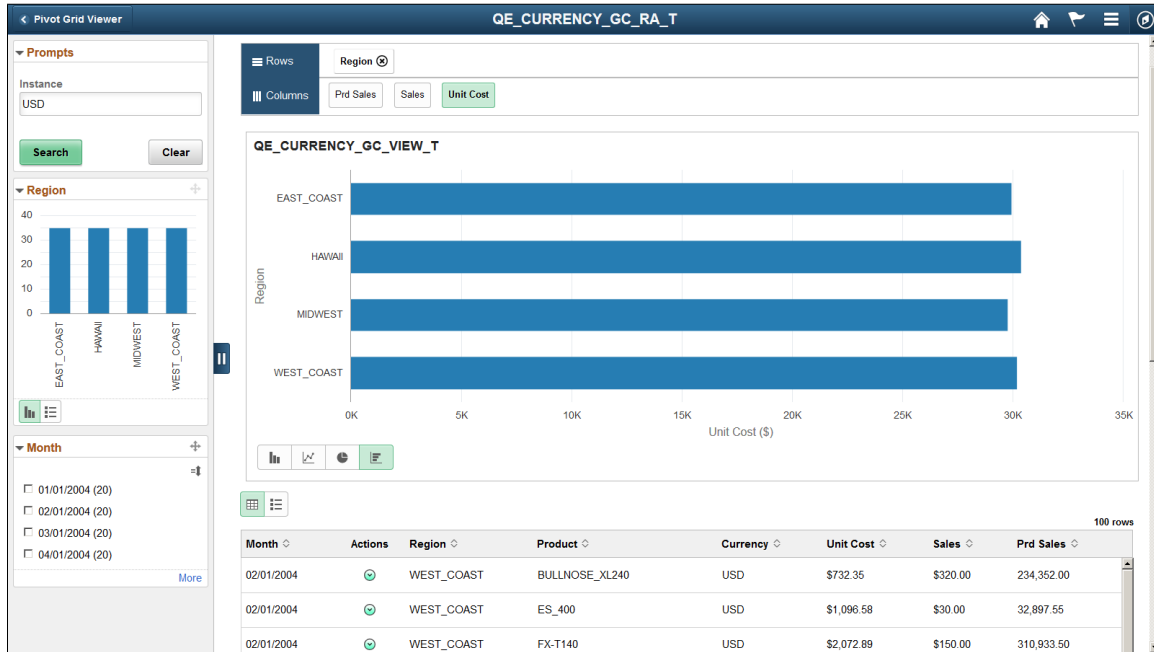 Pivot Grid Viewer
QE_CURRENCY_GC_RA_T
Prompts
Instance
USD
Search Clear
Region
40
30
20
10
0
EAST_COAST
HAWAII
MIDWEST
WEST_COAST
Month
01/01/2004 (20)
02/01/2004 (20)
03/01/2004 (20)
04/01/2004 (20)
More
Rows Region
Columns Prd Sales Sales Unit Cost
QE_CURRENCY_GC_VIEW_T
Region
EAST_COAST
HAWAII
MIDWEST
WEST_COAST
0K 5K 10K 15K 20K 25K 30K 35K
Unit Cost ($)
100 rows
Month Actions Region Product Currency Unit Cost Sales Prd Sales
02/01/2004 WEST_COAST BULLNOSE_XL240 USD $732.35 $320.00 234,352.00
02/01/2004 WEST_COAST ES_400 USD $1,096.58 $30.00 32,897.55
02/01/2004 WEST_COAST FX-T140 USD $2,072.89 $150.00 310,933.50